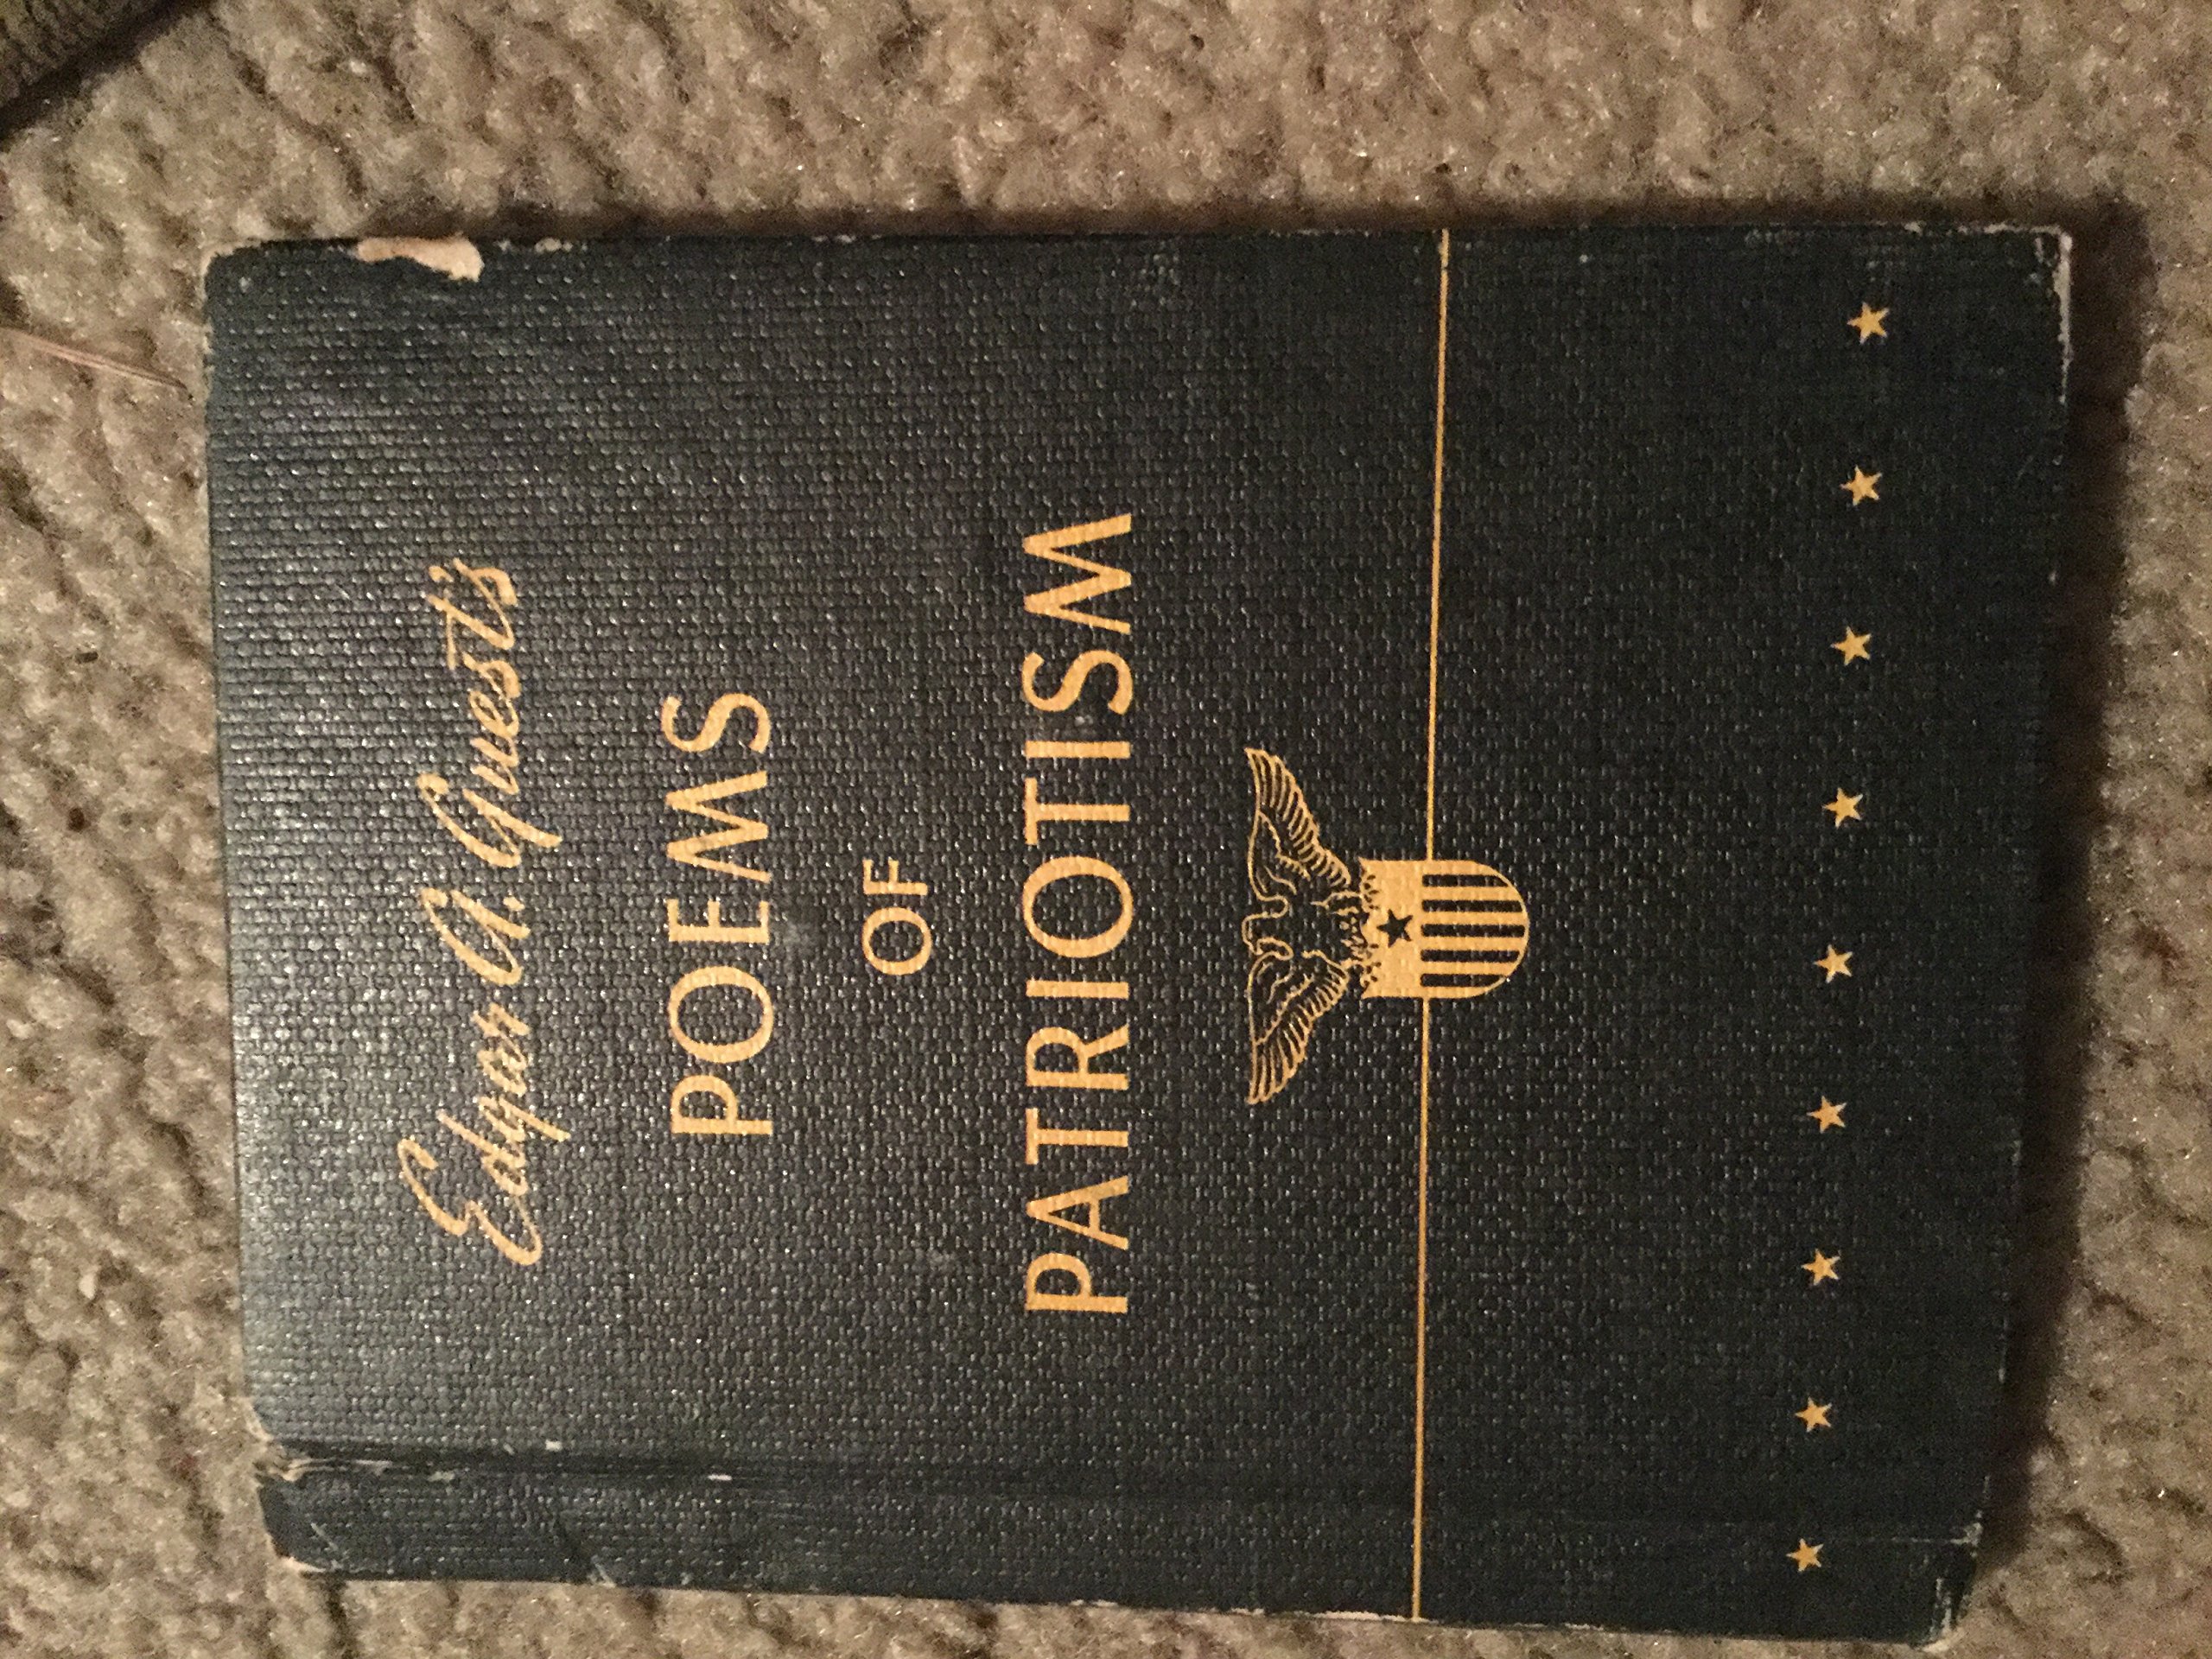 Edgar A. Guest's
POEMS
OF
PATRIOTISM